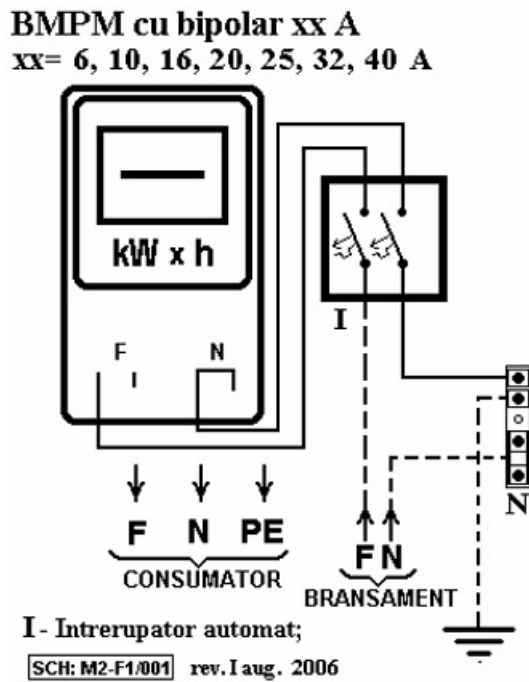 BMPM cu bipolar xx A
xx= 6, 10, 16, 20, 25, 32, 40 A
kW x h
F N
I
N
F N PE
CONSUMATOR
F N
BRANSAMENT
I - Intrerupator automat;
SCH: M2-F1/001 rev. I aug. 2006